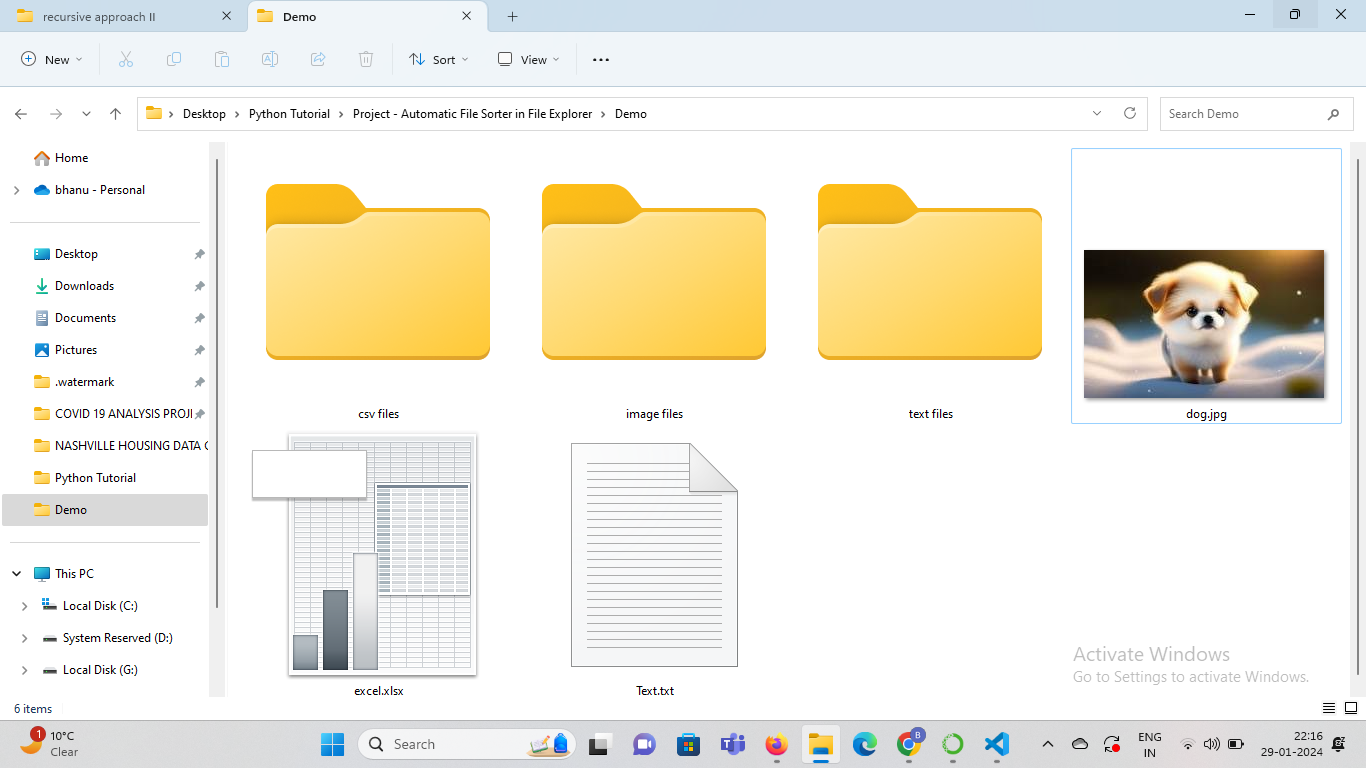 recursive approach II
Demo
New
Sort
View
Desktop
Python Tutorial
Project - Automatic File Sorter in File Explorer
Demo
Search Demo
Home
bhanu - Personal
Desktop
Downloads
Documents
Pictures
.watermark
COVID 19 ANALYSIS PROJ
NASHVILLE HOUSING DATA C
Python Tutorial
Demo
This PC
Local Disk (C:)
System Reserved (D:)
Local Disk (G:)
csv files
image files
text files
dog.jpg
excel.xlsx
Text.txt
Activate Windows
Go to Settings to activate Windows.
6 items
1
10°C
Clear
Search
B
ENG
IN
22:16
29-01-2024